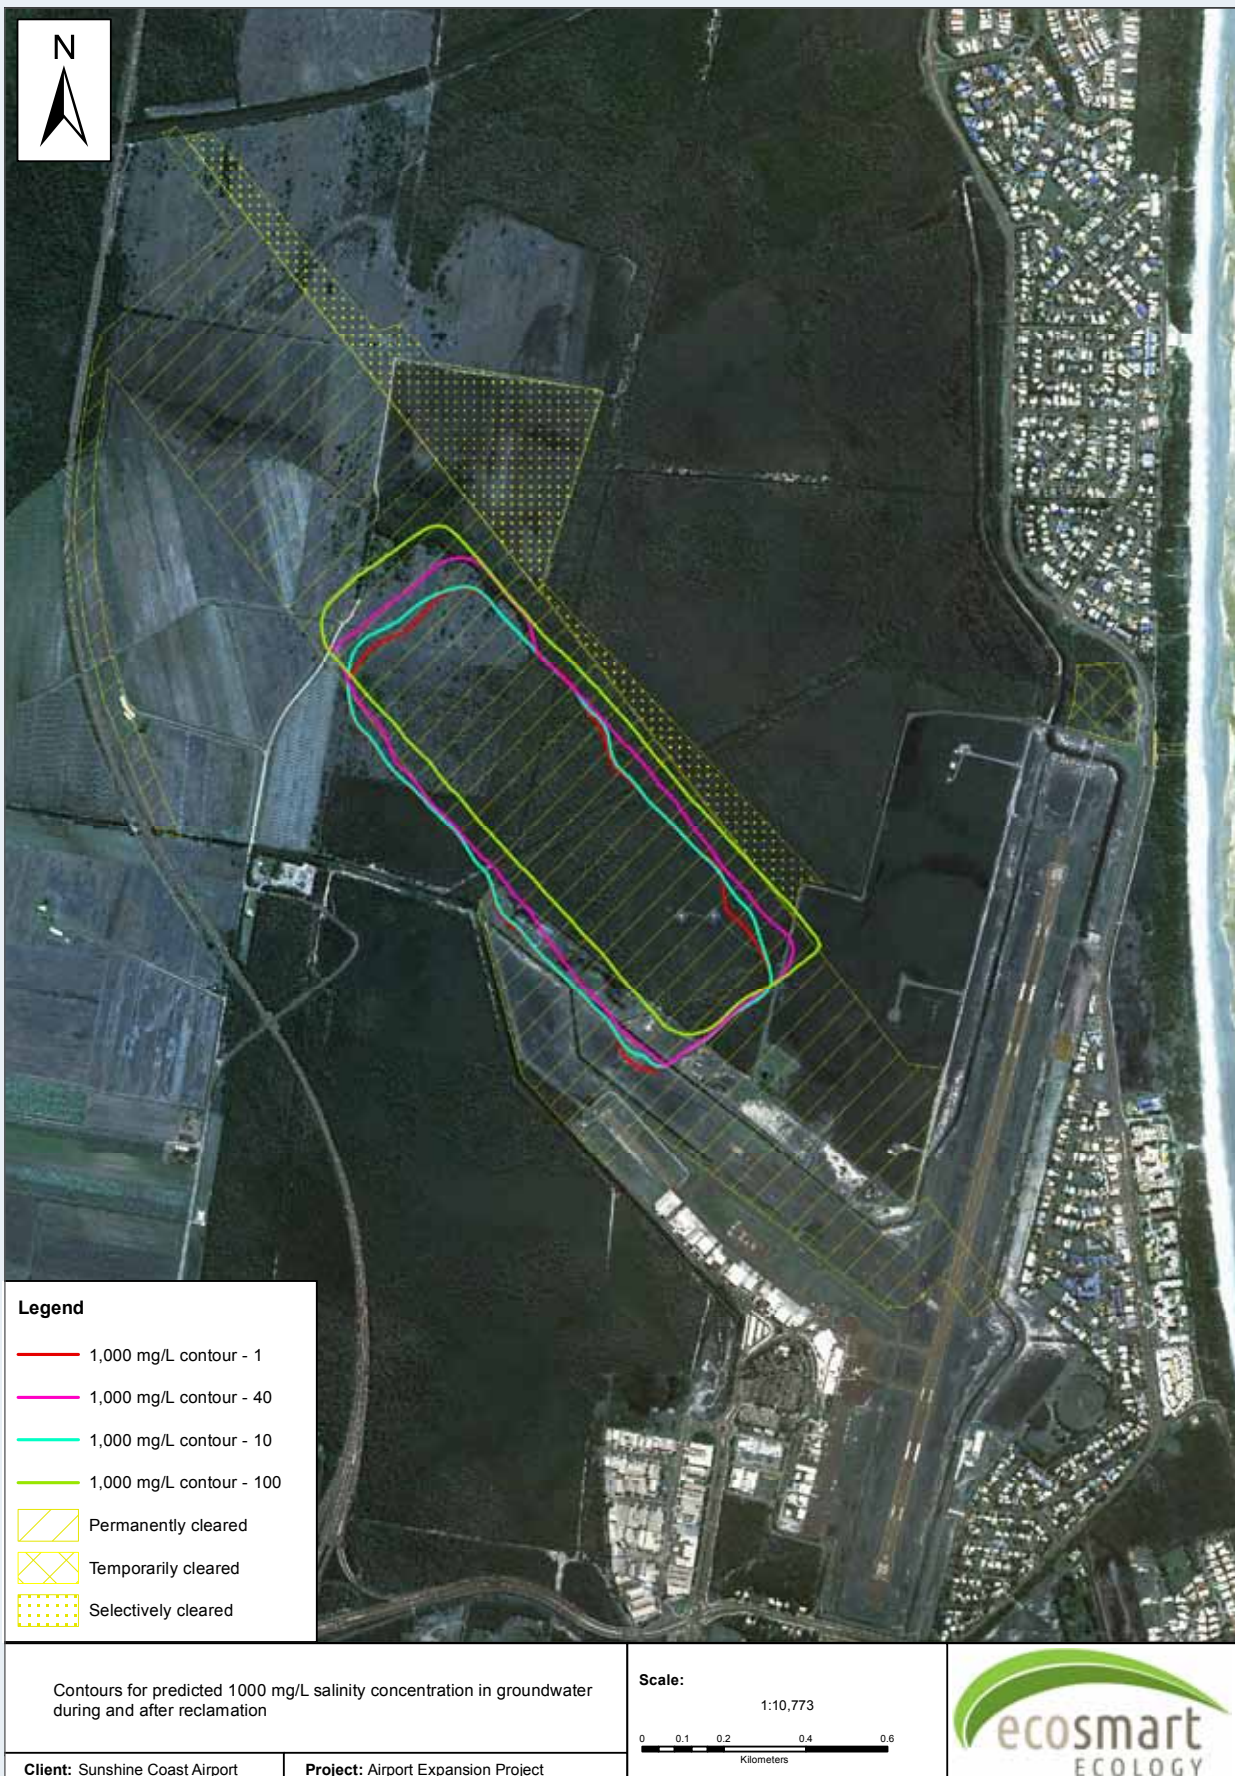 N
Legend
1,000 mg/L contour - 1
1,000 mg/L contour - 40
1,000 mg/L contour - 10
1,000 mg/L contour - 100
Permanently cleared
Temporarily cleared
Selectively cleared
Contours for predicted 1000 mg/L salinity concentration in groundwater
during and after reclamation
Scale:
1:10,773
0 0.1 0.2 0.4 0.6
Kilometers
Client: Sunshine Coast Airport
Project: Airport Expansion Project
ecosmart
ECOLOGY